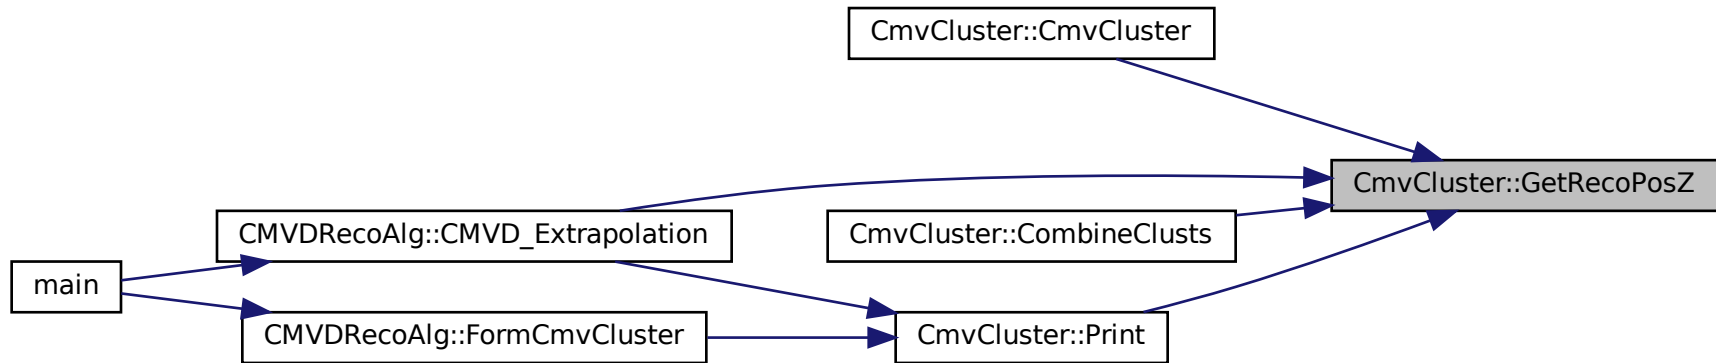 CmvCluster::CmvCluster
CmvCluster::GetRecoPosZ
CMVDRecoAlg::CMVD_Extrapolation
CmvCluster::CombineClusts
main
CMVDRecoAlg::FormCmvCluster
CmvCluster::Print